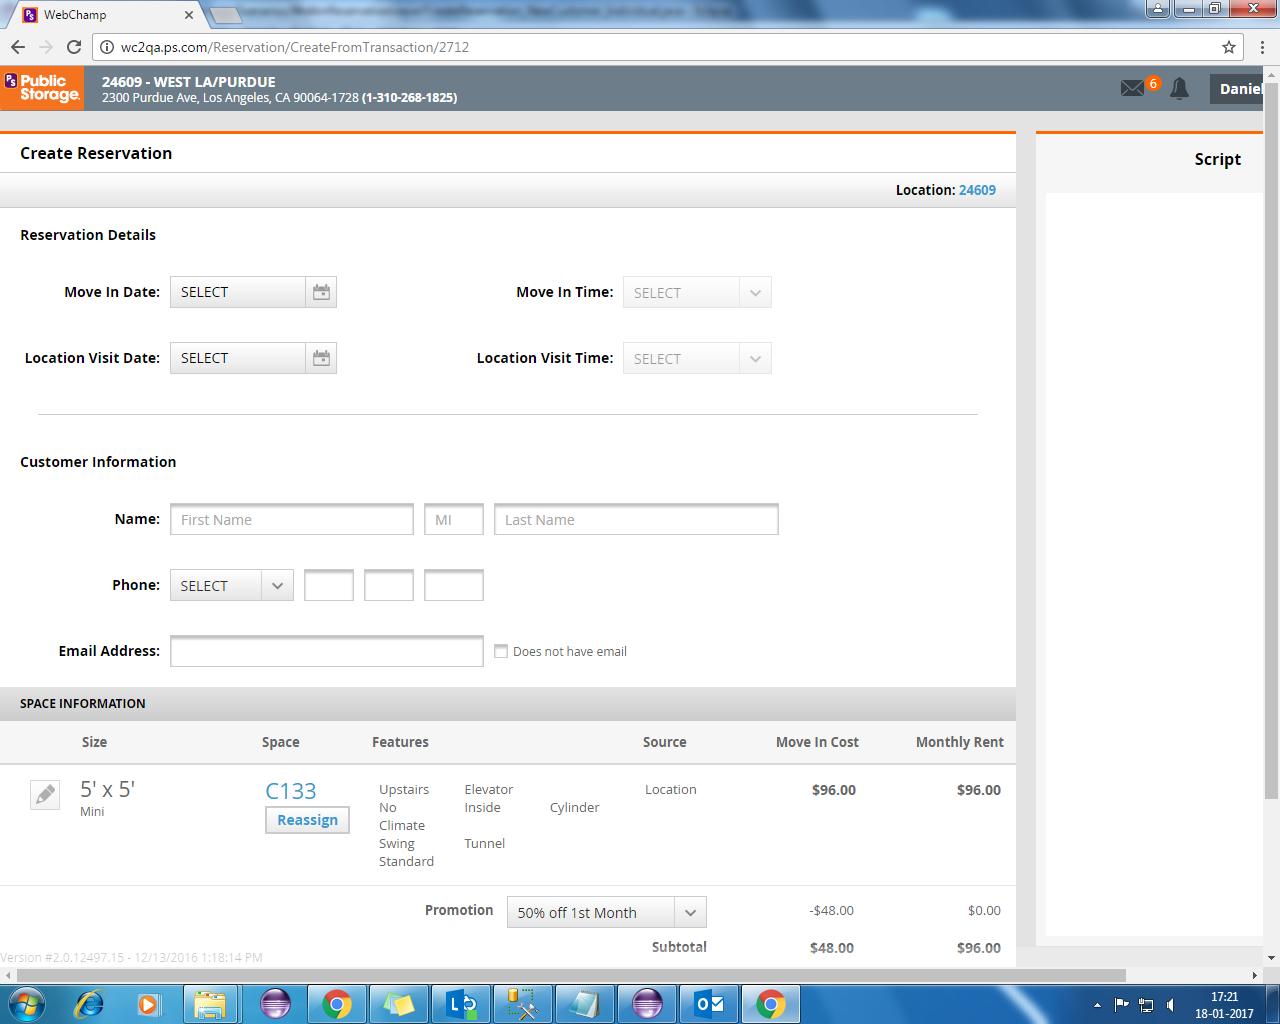 WebChamp
wc2qa.ps.com/Reservation/CreateFromTransaction/2712
PS Public Storage.
24609 - WEST LA/PURDUE
2300 Purdue Ave, Los Angeles, CA 90064-1728 (1-310-268-1825)
6
Daniel
Create Reservation
Script
Location: 24609
Reservation Details
Move In Date: SELECT Move In Time: SELECT
Location Visit Date: SELECT Location Visit Time: SELECT
Customer Information
Name: First Name MI Last Name
Phone: SELECT
Email Address: Does not have email
SPACE INFORMATION
Size Space Features Source Move In Cost Monthly Rent
5' x 5' C133 Upstairs Elevator Location $96.00 $96.00
Mini No Inside Cylinder
Reassign Climate
Swing Tunnel
Standard
Promotion 50% off 1st Month -$48.00 $0.00
Subtotal $48.00 $96.00
Version #2.0.12497.15 - 12/13/2016 1:18:14 PM
17:21
18-01-2017